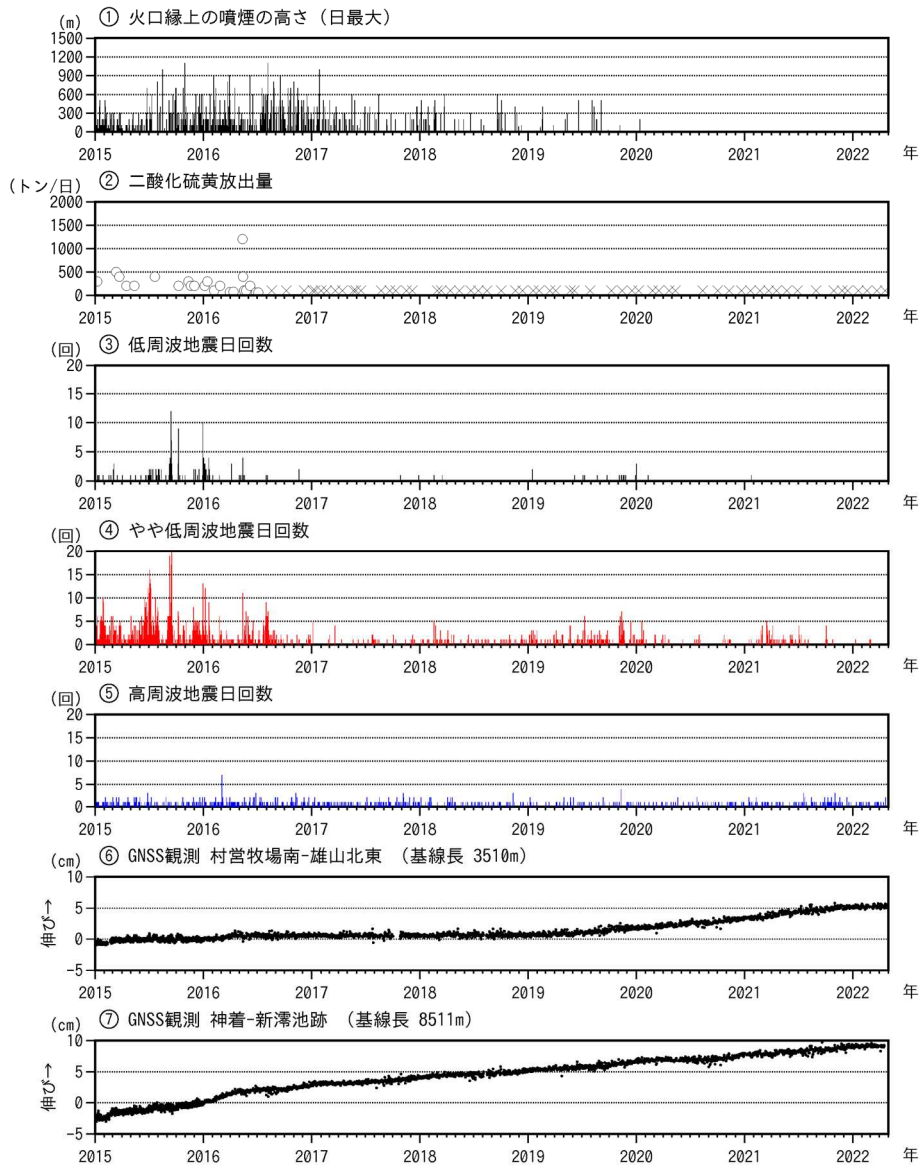 ① 火口縁上の噴煙の高さ（日最大）
(m)
1500
1200
900
600
300
0
2015 2016 2017 2018 2019 2020 2021 2022 年
② 二酸化硫黄放出量
(トン/日)
2000
1500
1000
500
0
2015 2016 2017 2018 2019 2020 2021 2022 年
③ 低周波地震日回数
(回)
20
15
10
5
0
2015 2016 2017 2018 2019 2020 2021 2022 年
④ やや低周波地震日回数
(回)
20
15
10
5
0
2015 2016 2017 2018 2019 2020 2021 2022 年
⑤ 高周波地震日回数
(回)
20
15
10
5
0
2015 2016 2017 2018 2019 2020 2021 2022 年
⑥ GNSS観測 村営牧場南-雄山北東 （基線長 3510m）
(cm)
10
5
0
-5
伸び→
2015 2016 2017 2018 2019 2020 2021 2022 年
⑦ GNSS観測 神着-新澪池跡 （基線長 8511m）
(cm)
10
5
0
-5
伸び→
2015 2016 2017 2018 2019 2020 2021 2022 年